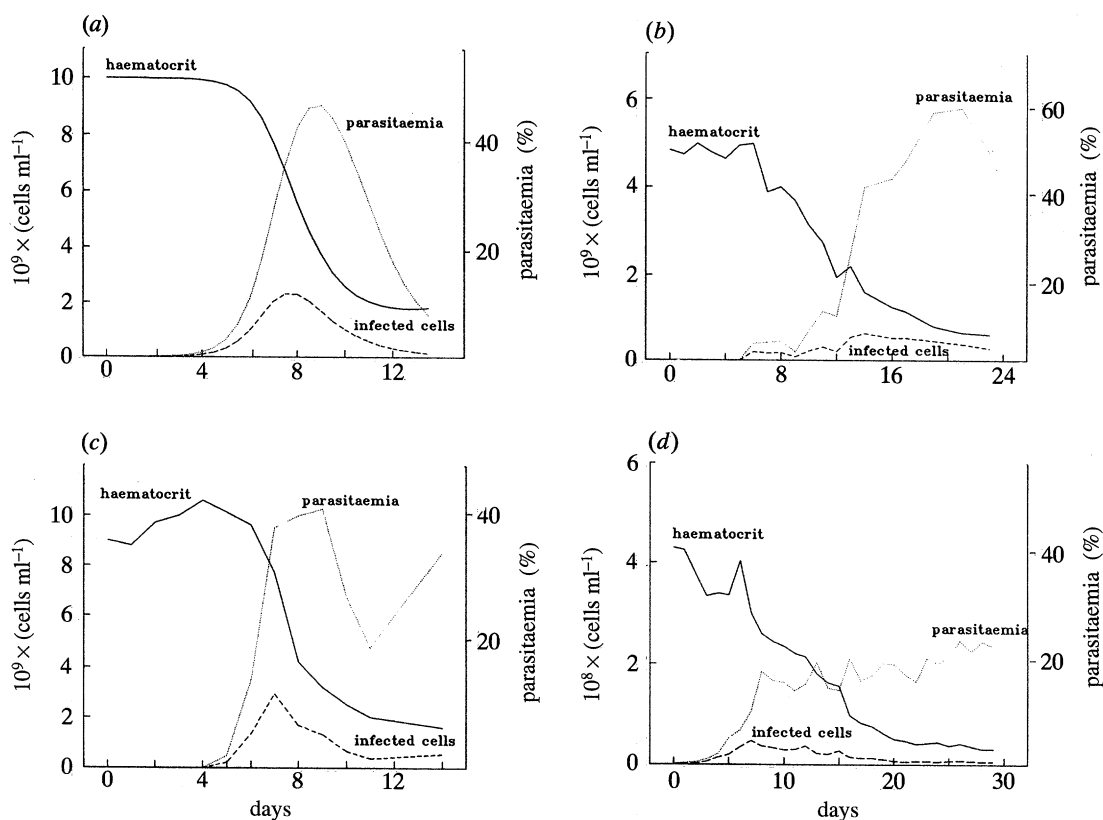 (a)
haematocrit
parasitaemia
infected cells
10⁹ × (cells ml⁻¹)
10
8
6
4
2
0
0 4 8 12
40
20
parasitaemia (%)
(b)
haematocrit
parasitaemia
infected cells
10⁹ × (cells ml⁻¹)
6
4
2
0
0 8 16 24
60
40
20
parasitaemia (%)
(c)
haematocrit
parasitaemia
infected cells
10⁹ × (cells ml⁻¹)
10
8
6
4
2
0
0 4 8 12
days
40
20
parasitaemia (%)
(d)
haematocrit
parasitaemia
infected cells
10⁸ × (cells ml⁻¹)
6
4
2
0
0 10 20 30
days
40
20
parasitaemia (%)